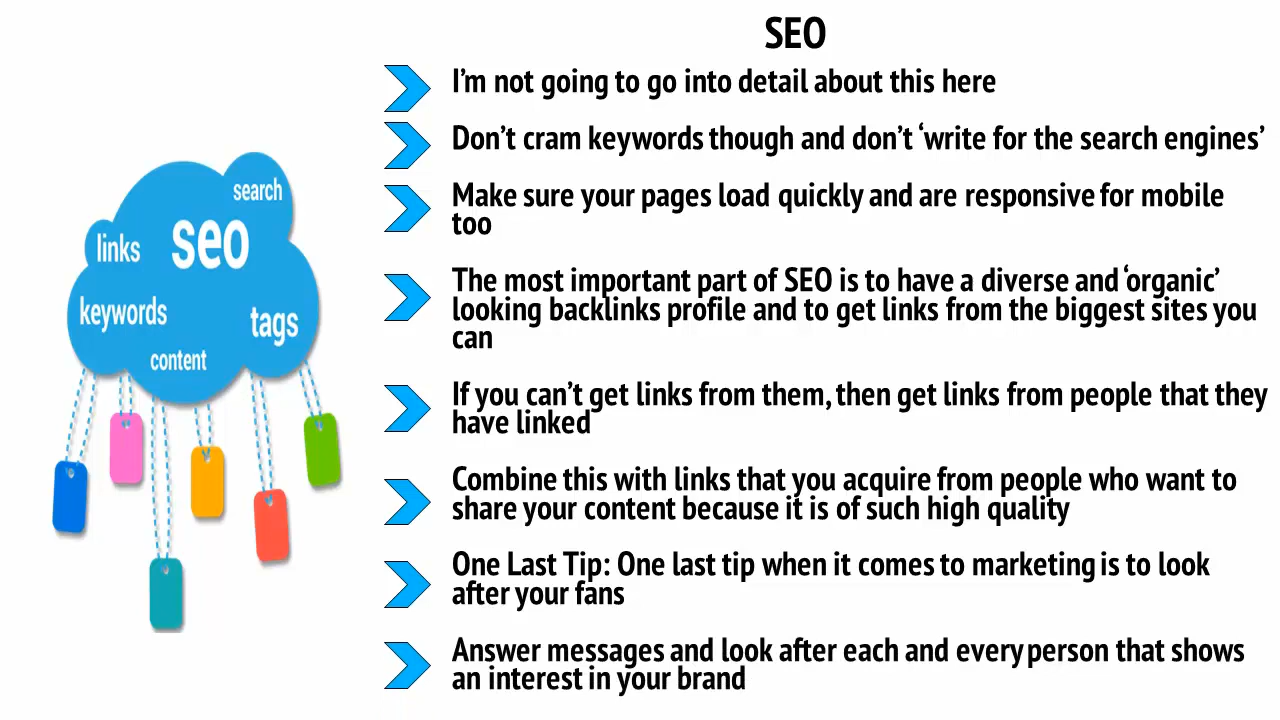 SEO
I'm not going to go into detail about this here
Don't cram keywords though and don't ‘write for the search engines’
Make sure your pages load quickly and are responsive for mobile
too
The most important part of SEO is to have a diverse and ‘organic’
looking backlinks profile and to get links from the biggest sites you
can
If you can't get links from them, then get links from people that they
have linked
Combine this with links that you acquire from people who want to
share your content because it is of such high quality
One Last Tip: One last tip when it comes to marketing is to look
after your fans
Answer messages and look after each and every person that shows
an interest in your brand
search
links
seo
keywords
tags
content